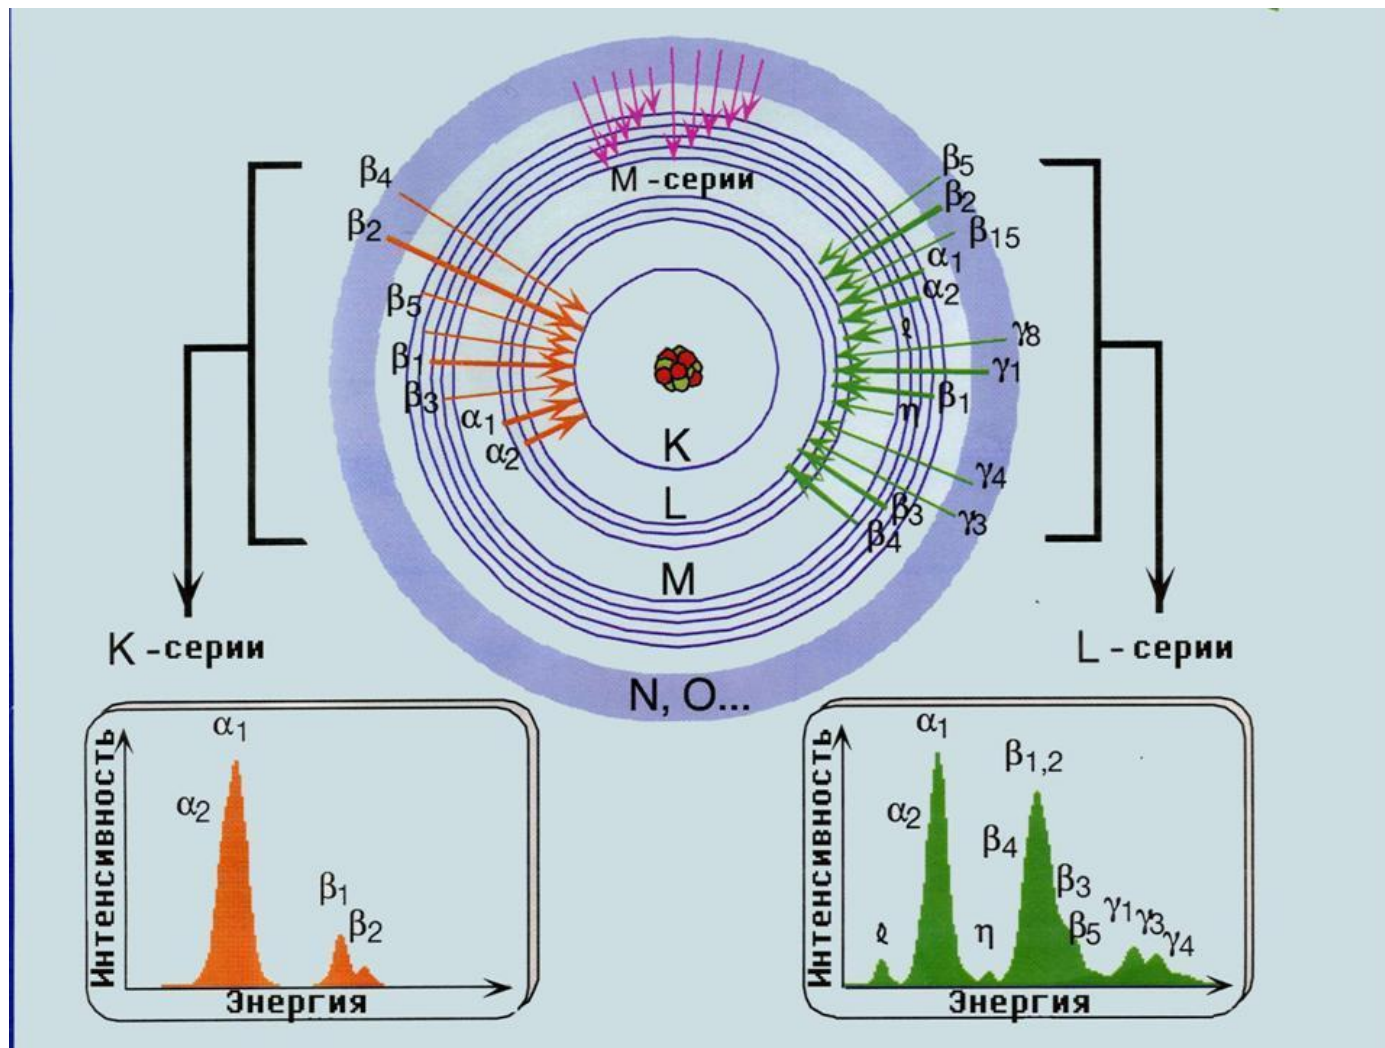 M -серии
β4
β2
β5
β1
β3
α1
α2
β5
β2
β15
α1
α2
ℓ
γ8
γ1
β1
η
γ4
γ3
β3
β4
K
L
M
N, O...
K -серии
L - серии
Интенсивность
α1
α2
β1
β2
Энергия
Интенсивность
α1
α2
β1,2
β4
β3
β5
ℓ
η
γ1
γ3
γ4
Энергия